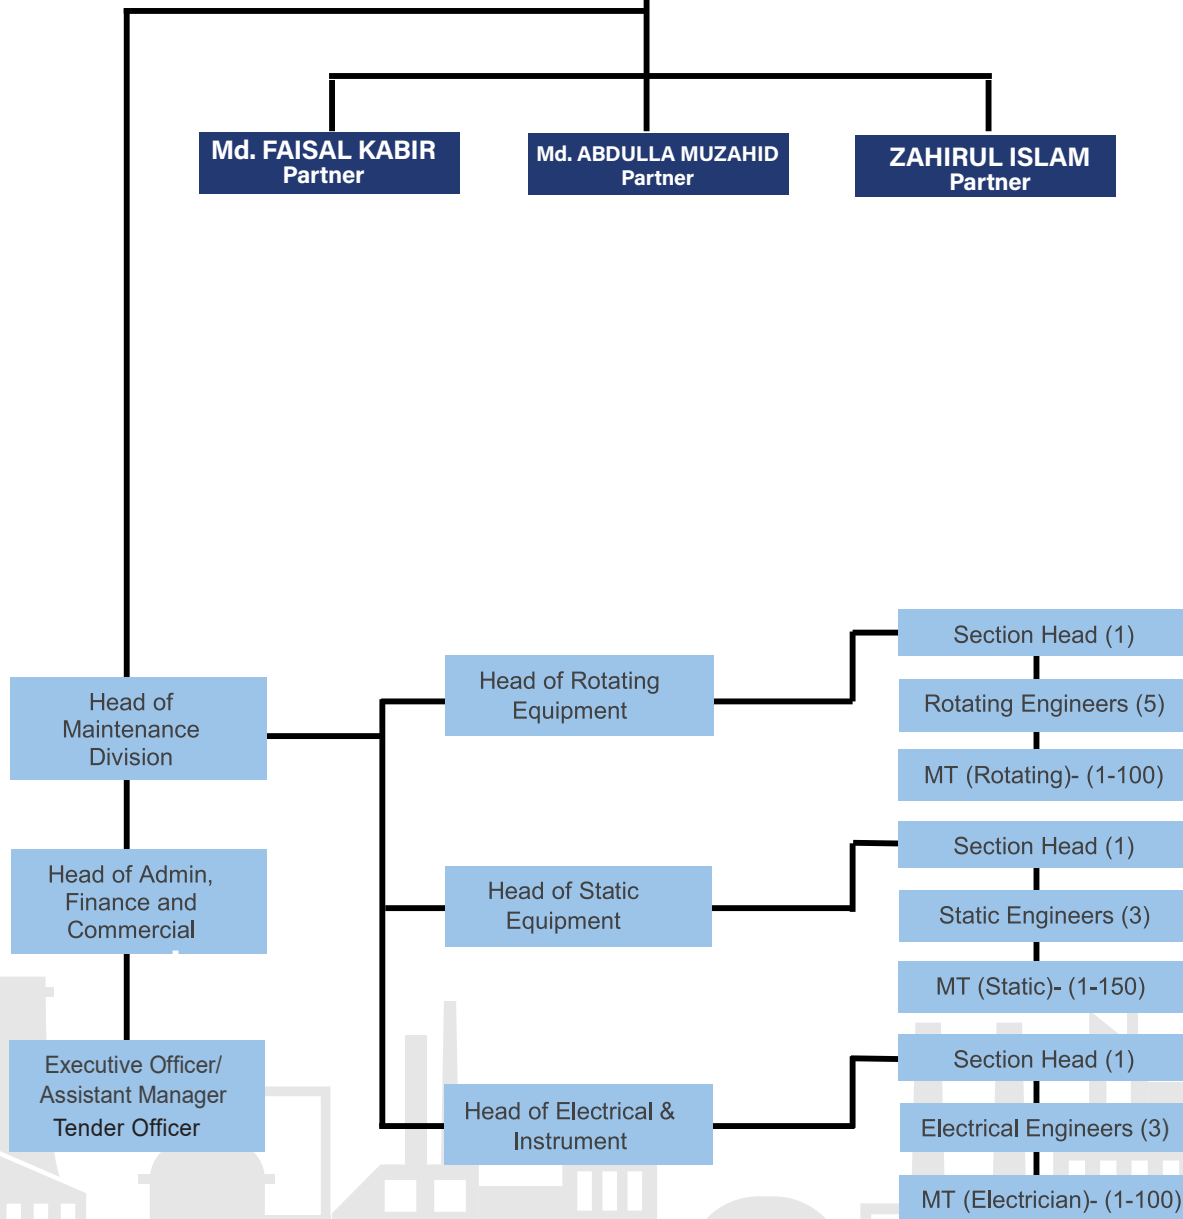 Md. FAISAL KABIR
Partner
Md. ABDULLA MUZAHID
Partner
ZAHIRUL ISLAM
Partner
Head of
Maintenance
Division
Head of Admin,
Finance and
Commercial
Executive Officer/
Assistant Manager
Tender Officer
Head of Rotating
Equipment
Head of Static
Equipment
Head of Electrical &
Instrument
Section Head (1)
Rotating Engineers (5)
MT (Rotating)- (1-100)
Section Head (1)
Static Engineers (3)
MT (Static)- (1-150)
Section Head (1)
Electrical Engineers (3)
MT (Electrician)- (1-100)